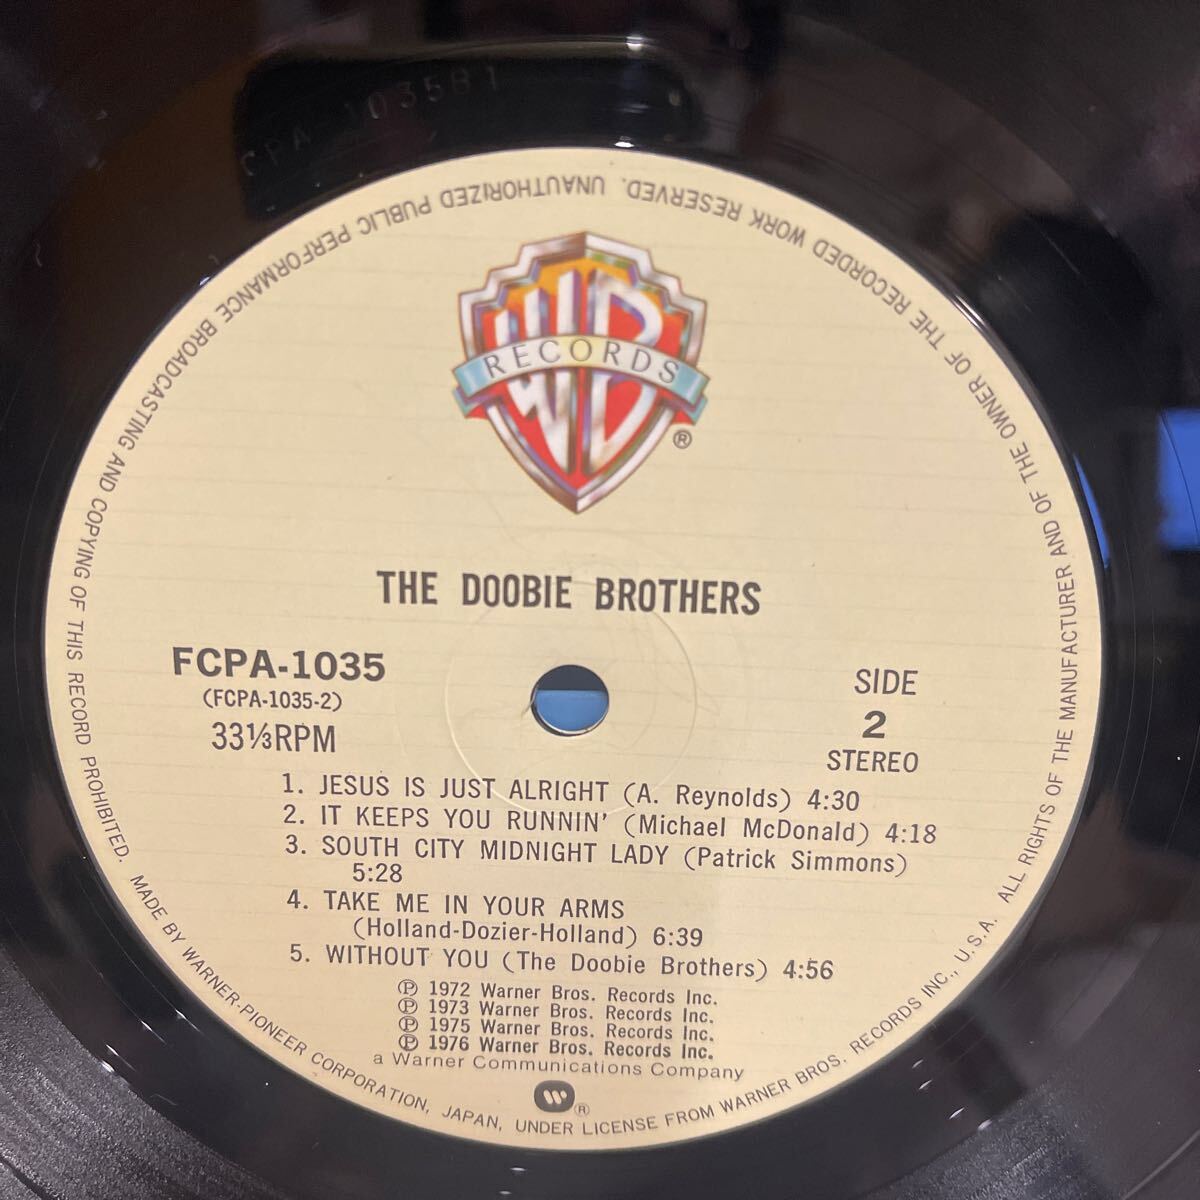 CPA 1035B1
WB
RECORDS
®
THE DOOBIE BROTHERS
FCPA-1035
(FCPA-1035-2)
33⅓RPM
SIDE
2
STEREO
1. JESUS IS JUST ALRIGHT (A. Reynolds) 4:30
2. IT KEEPS YOU RUNNIN' (Michael McDonald) 4:18
3. SOUTH CITY MIDNIGHT LADY (Patrick Simmons)
5:28
4. TAKE ME IN YOUR ARMS
(Holland-Dozier-Holland) 6:39
5. WITHOUT YOU (The Doobie Brothers) 4:56
℗ 1972 Warner Bros. Records Inc.
℗ 1973 Warner Bros. Records Inc.
℗ 1975 Warner Bros. Records Inc.
℗ 1976 Warner Bros. Records Inc.
a Warner Communications Company
®
MADE BY WARNER-PIONEER CORPORATION, JAPAN, UNDER LICENSE FROM WARNER BROS. RECORDS INC., U.S.A. ALL RIGHTS OF THE MANUFACTURER AND OF THE OWNER OF THE RECORDED WORK RESERVED. UNAUTHORIZED PUBLIC PERFORMANCE BROADCASTING AND COPYING OF THIS RECORD PROHIBITED.